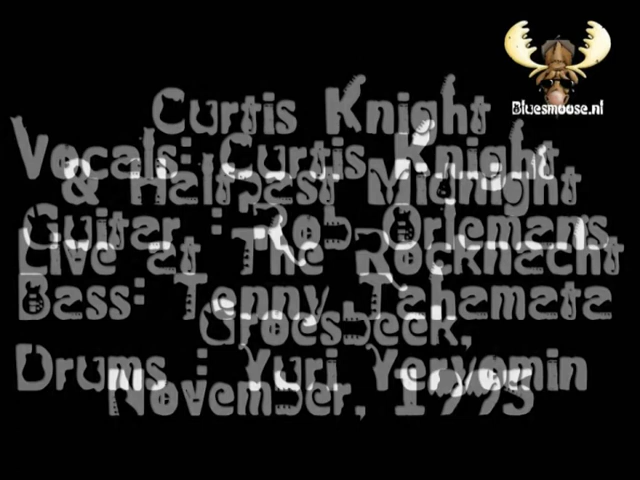 Bluesmoose.nl
Curtis Knight
Vocals: Curtis Knight
& Halfpast Midnight
Guitar : Rob Orlemans
Live at The Rocknacht
Bass: Tonny Tahamata
Groesbeek,
Drums : Yuri Yeryomin
November, 1995